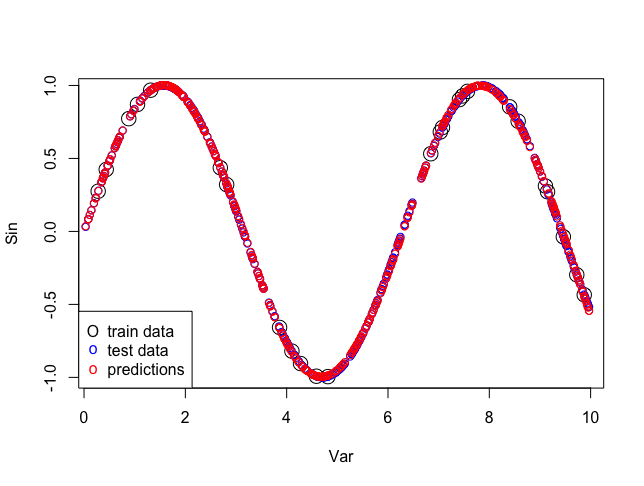 1.0
0.5
0.0
-0.5
-1.0
Sin
O train data
o test data
o predictions
0 2 4 6 8 10
Var